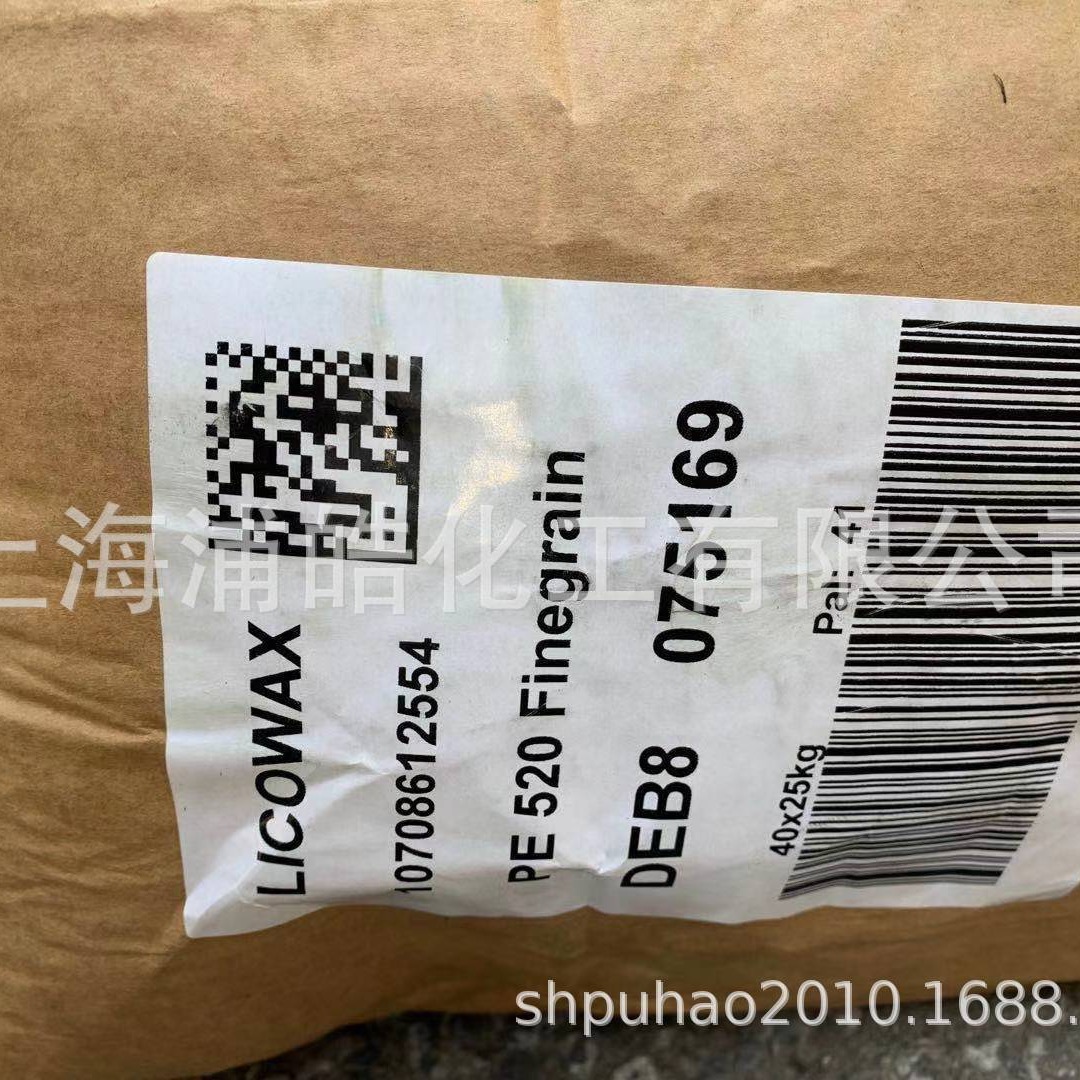 LICOWAX
10708612554
PE 520 Finegrain
DEB8 075169
40x25kg Pal:
上海浦皓化工有限公司
shpuhao2010.1688.